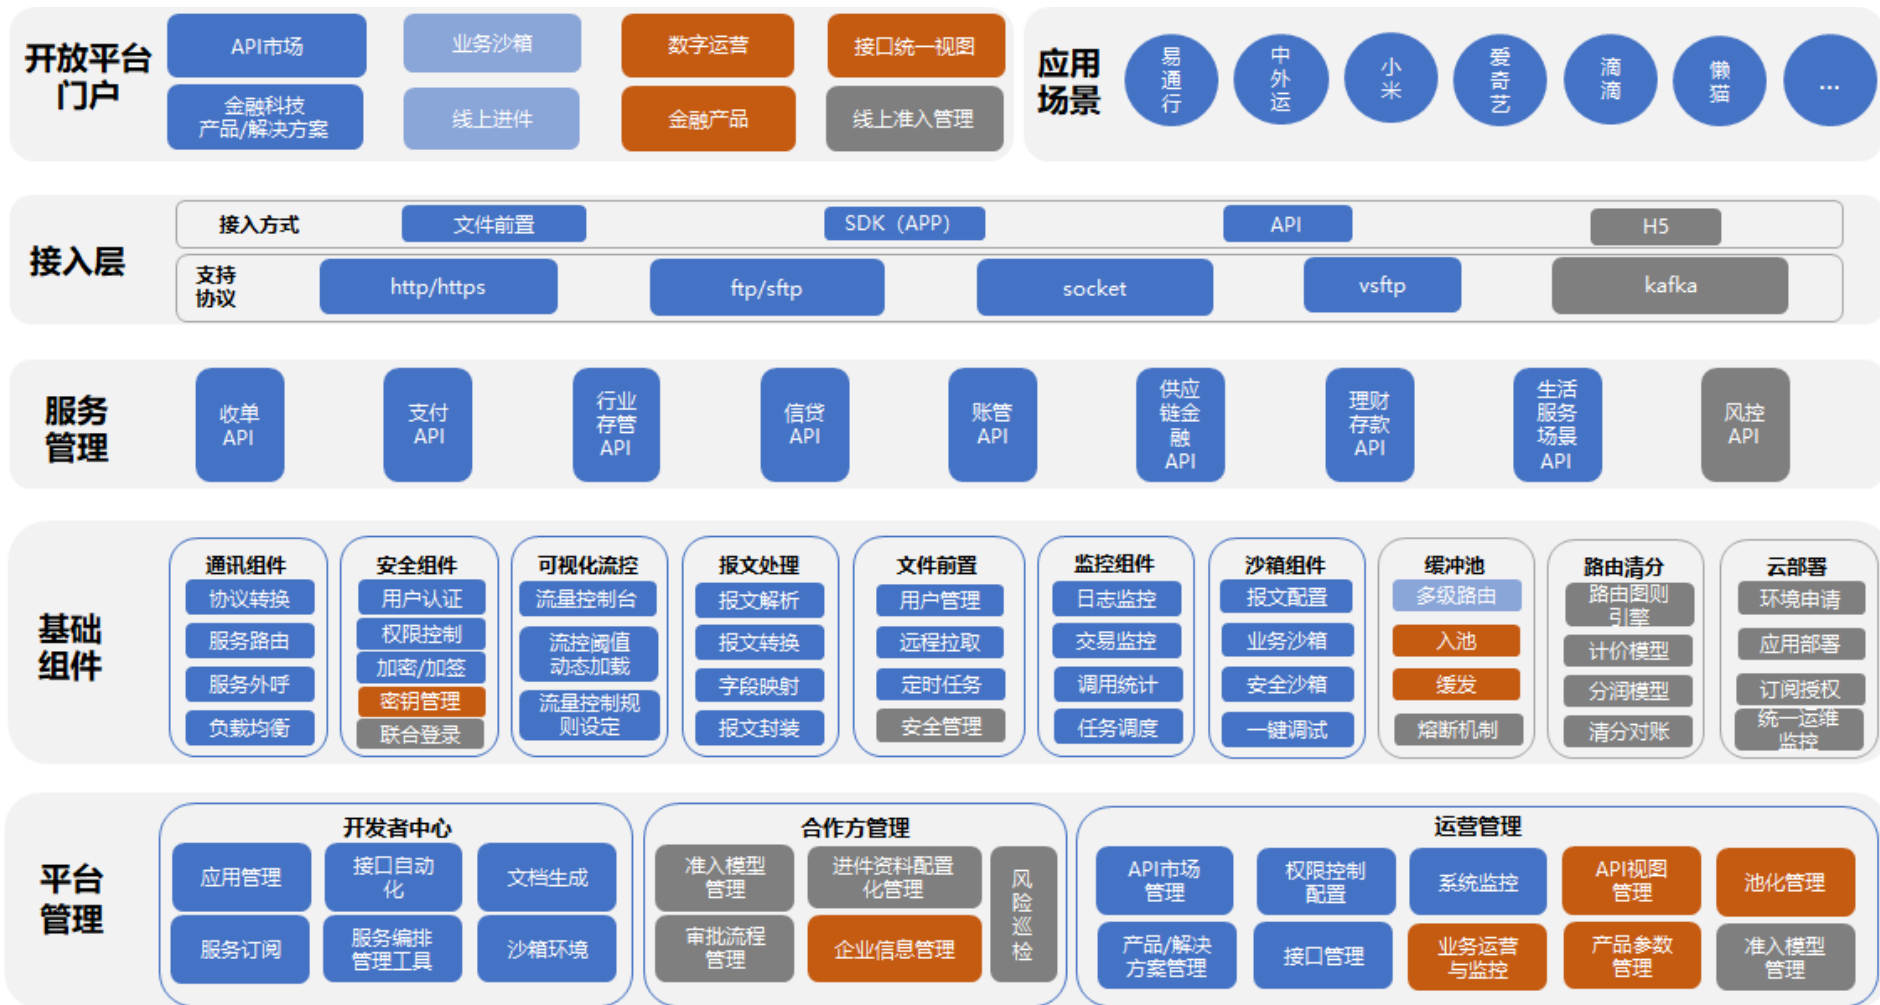 开放平台
门户
API市场
业务沙箱
数字运营
接口统一视图
金融科技
产品/解决方案
线上进件
金融产品
线上准入管理
应用
场景
易
通
行
中
外
运
小
米
爱
奇
艺
滴
滴
懒
猫
...
接入层
接入方式
文件前置
SDK（APP）
API
H5
支持
协议
http/https
ftp/sftp
socket
vsftp
kafka
服务
管理
收单
API
支付
API
行业
存管
API
信贷
API
账管
API
供应
链金
融
API
理财
存款
API
生活
服务
场景
API
风控
API
基础
组件
通讯组件
协议转换
服务路由
服务外呼
负载均衡
安全组件
用户认证
权限控制
加密/加签
密钥管理
联合登录
可视化流控
流量控制台
流控阈值
动态加载
流量控制规
则设定
报文处理
报文解析
报文转换
字段映射
报文封装
文件前置
用户管理
远程拉取
定时任务
安全管理
监控组件
日志监控
交易监控
调用统计
任务调度
沙箱组件
报文配置
业务沙箱
安全沙箱
一键调试
缓冲池
多级路由
入池
缓发
熔断机制
路由清分
路由图则
引擎
计价模型
分润模型
清分对账
云部署
环境申请
应用部署
订阅授权
统一运维
监控
平台
管理
开发者中心
应用管理
接口自动
化
文档生成
服务订阅
服务编排
管理工具
沙箱环境
合作方管理
准入模型
管理
进件资料配置
化管理
审批流程
管理
企业信息管理
风
险
巡
检
运营管理
API市场
管理
权限控制
配置
系统监控
API视图
管理
池化管理
产品/解决
方案管理
接口管理
业务运营
与监控
产品参数
管理
准入模型
管理